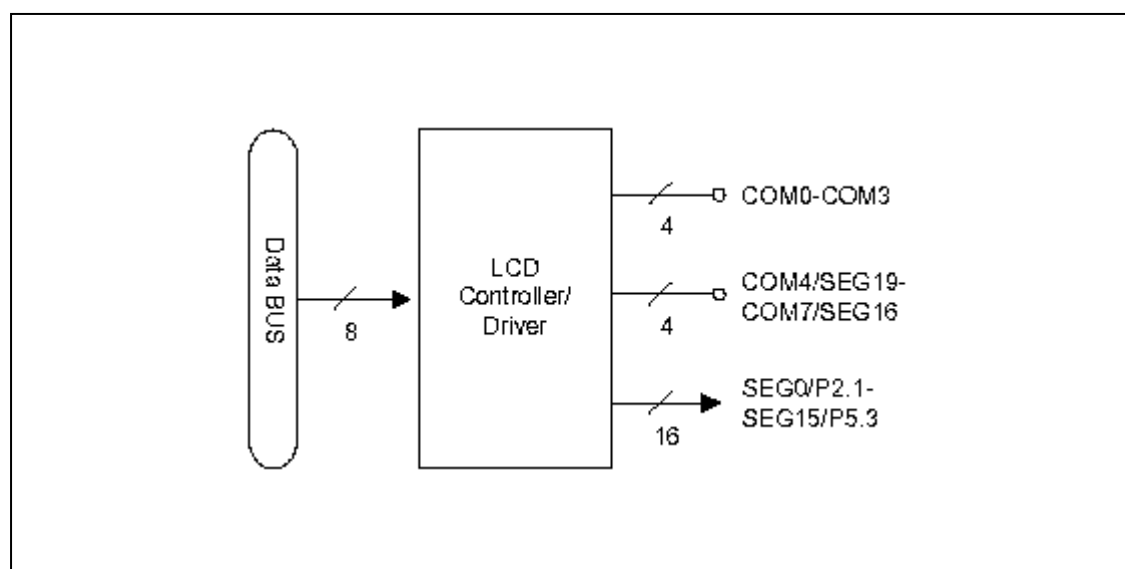 Data BUS
8
LCD
Controller/
Driver
COM0-COM3
4
COM4/SEG19-
COM7/SEG16
4
SEG0/P2.1-
SEG15/P5.3
16